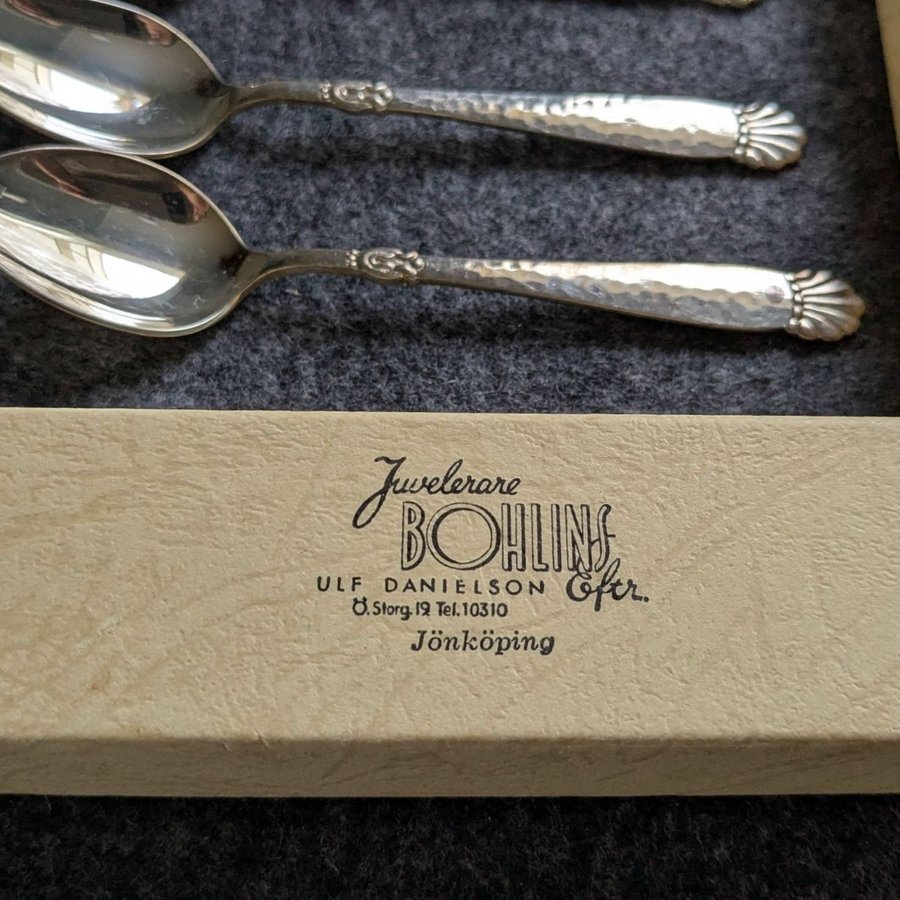 Juvelerare
BOHLINS
ULF DANIELSON Eftr.
Ö. Storg. 19 Tel. 10310
Jönköping